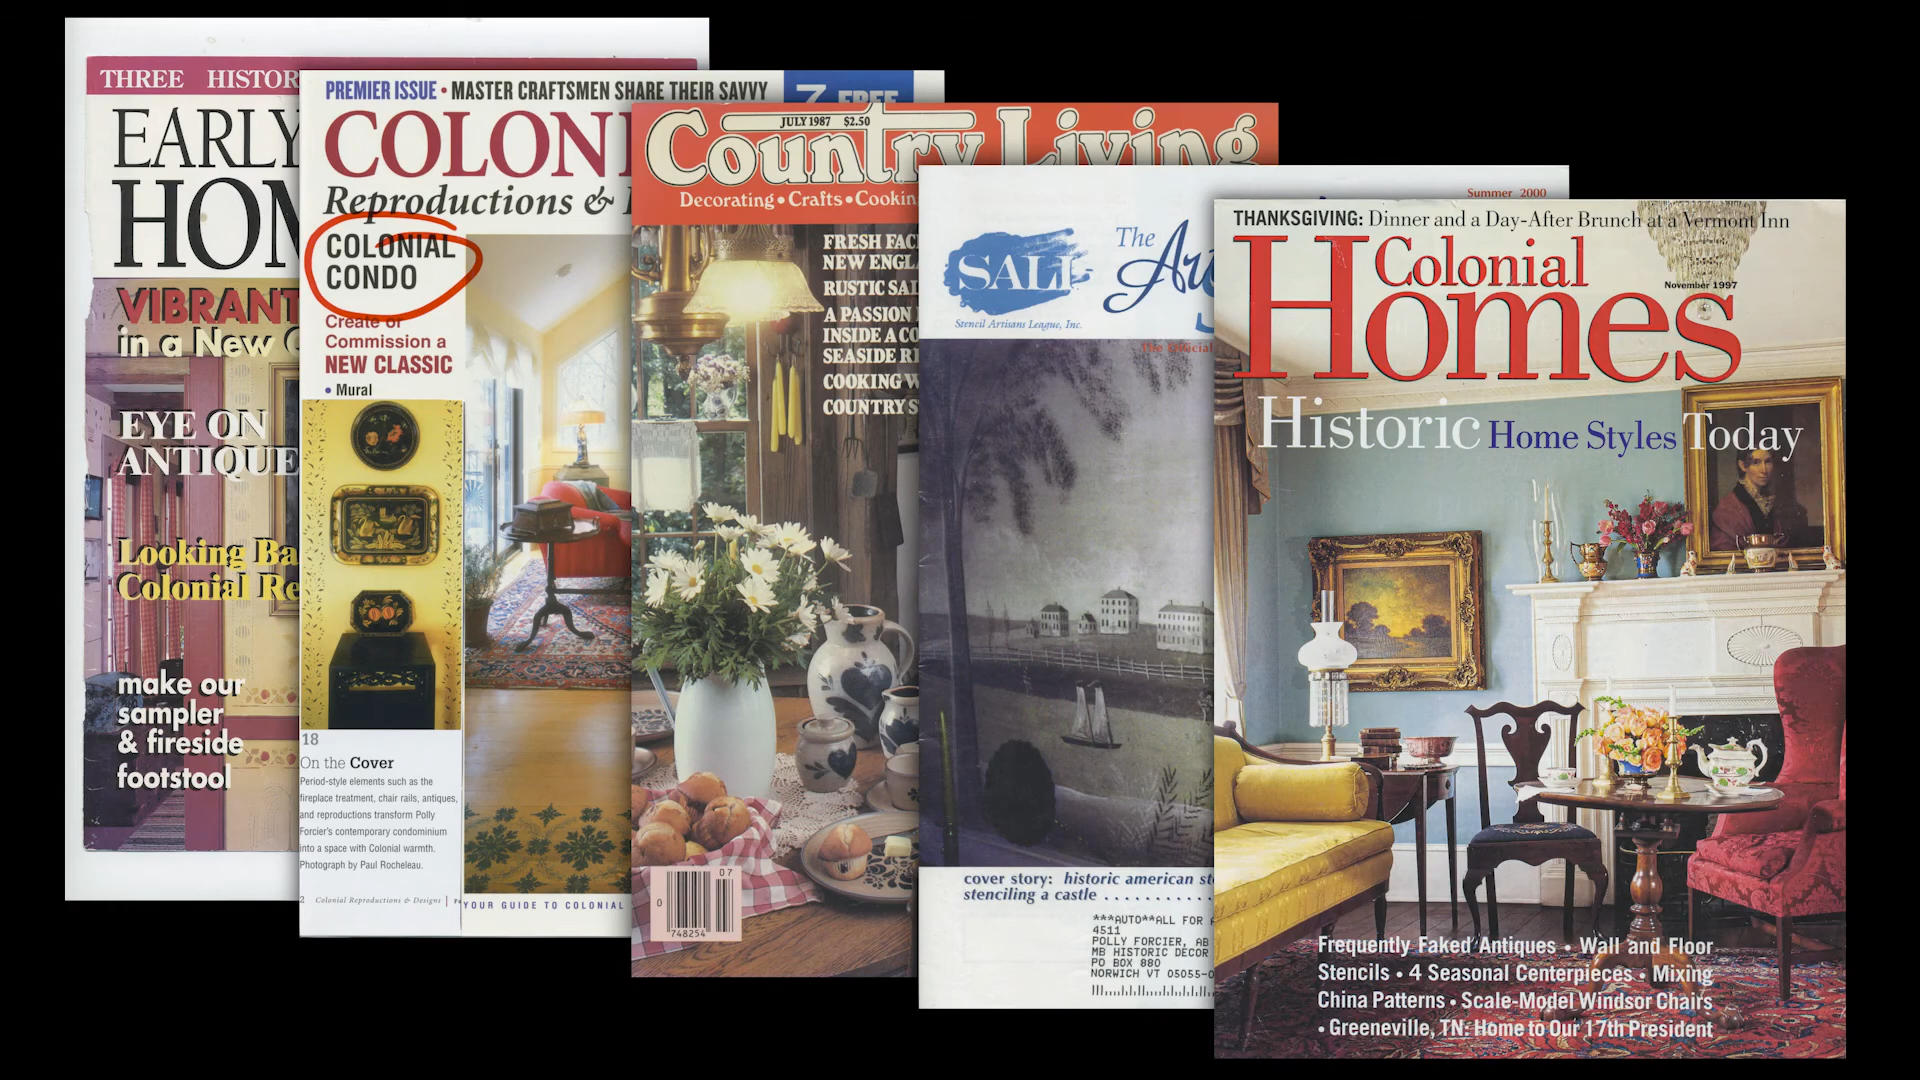 THREE HISTOR
EARLY
HOM
VIBRANT
in a New
EYE ON
ANTIQUE
Looking Ba
Colonial Re
make our
sampler
& fireside
footstool
PREMIER ISSUE • MASTER CRAFTSMEN SHARE THEIR SAVVY
7 FREE
COLONI
Reproductions &
COLONIAL
CONDO
Create or
Commission a
NEW CLASSIC
• Mural
18
On the Cover
Period-style elements such as the
fireplace treatment, chair rails, antiques,
and reproductions transform Polly
Forcier's contemporary condominium
into a space with Colonial warmth.
Photograph by Paul Rocheleau.
2 Colonial Reproductions & Designs
YOUR GUIDE TO COLONIAL
JULY 1987 $2.50
Country Living
Decorating • Crafts • Cookin
FRESH FAC
NEW ENGL
RUSTIC SAL
A PASSION
INSIDE A CO
SEASIDE R
COOKING W
COUNTRY S
07
0
748254
Summer 2000
SALI
Stencil Artisans League, Inc.
The
The Official
cover story: historic american st
stenciling a castle
***AUTO**ALL FOR
4511
POLLY FORCIER, AB
MB HISTORIC DECOR
PO BOX 880
NORWICH VT 05055-0
THANKSGIVING: Dinner and a Day-After Brunch at a Vermont Inn
Colonial
Homes
November 1997
Historic Home Styles Today
Frequently Faked Antiques • Wall and Floor
Stencils • 4 Seasonal Centerpieces • Mixing
China Patterns • Scale-Model Windsor Chairs
• Greeneville, TN: Home to Our 17th President